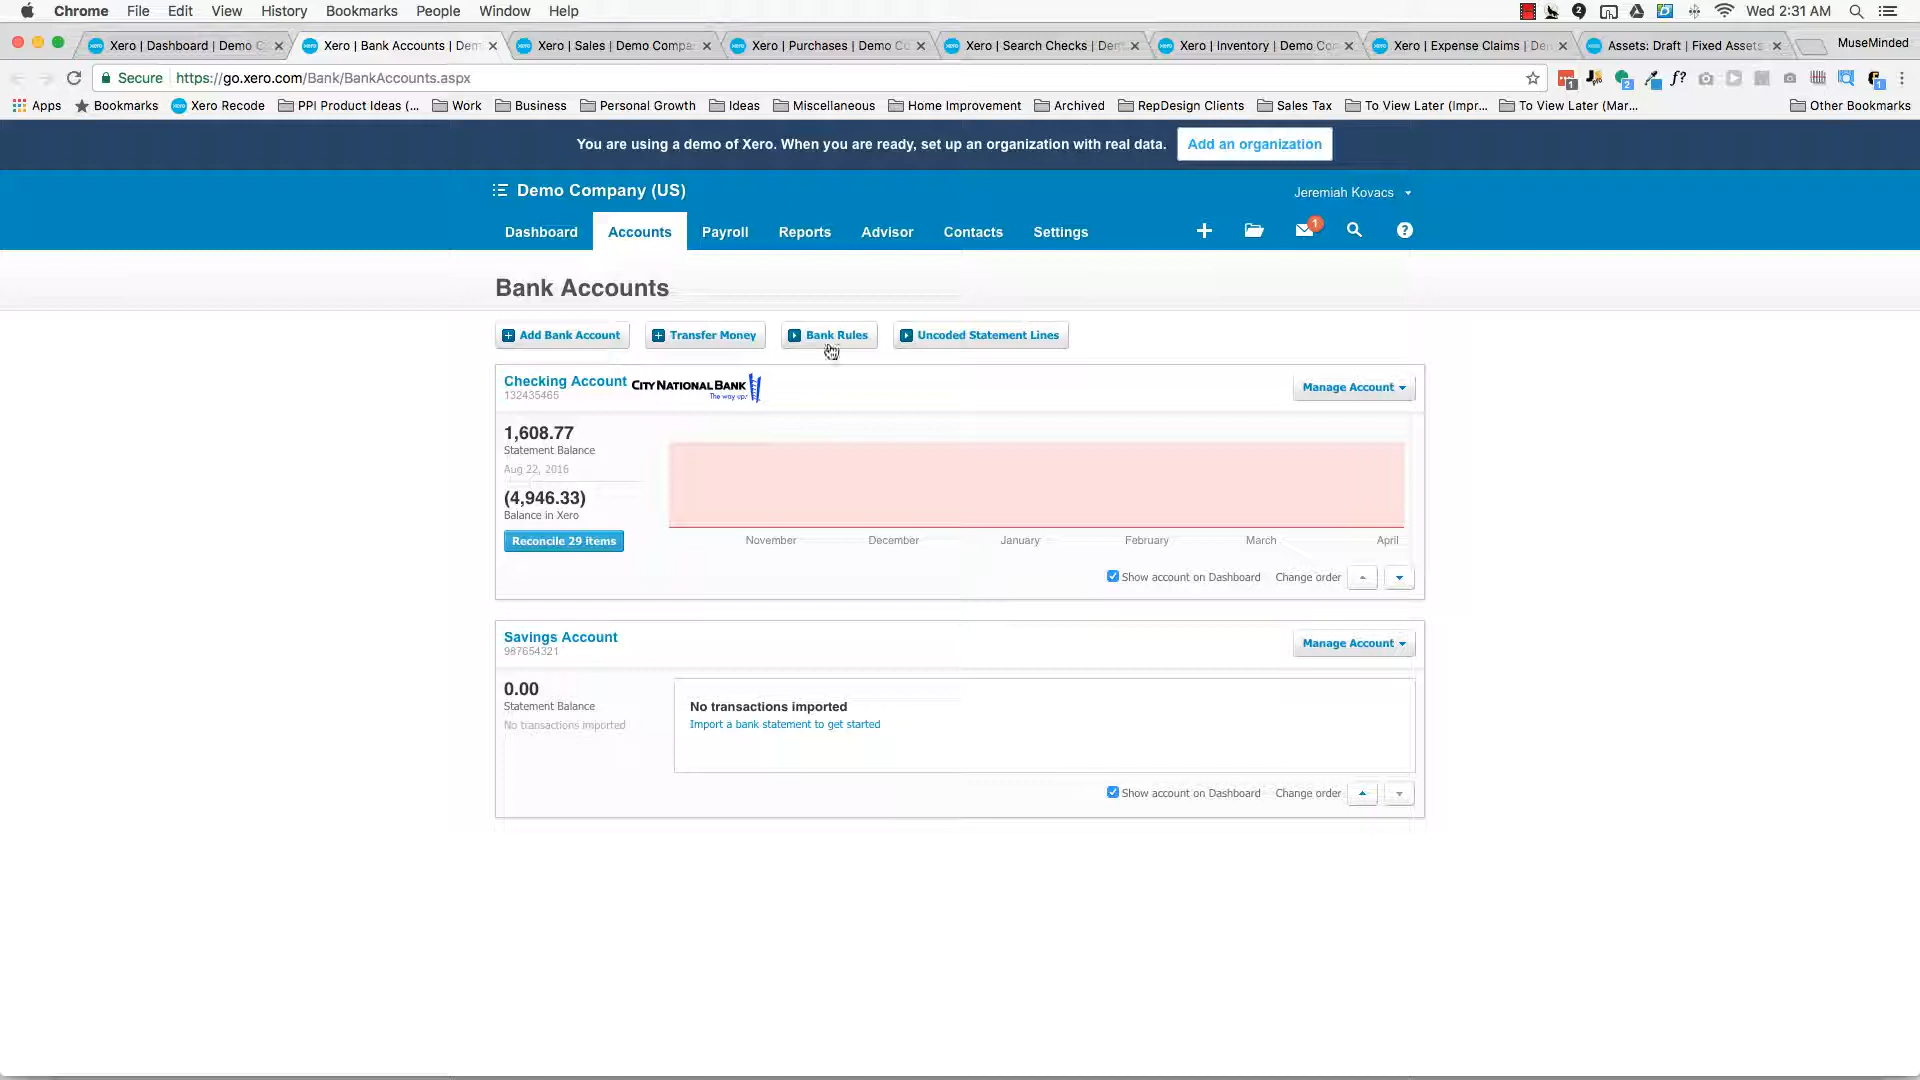 Chrome File Edit View History Bookmarks People Window Help
2
Wed 2:31 AM
Xero | Dashboard | Demo C
Xero | Bank Accounts | Dem
Xero | Sales | Demo Compa
Xero | Purchases | Demo Co
Xero | Search Checks | Dem
Xero | Inventory | Demo Co
Xero | Expense Claims | De
Assets: Draft | Fixed Assets
MuseMinded
Secure https://go.xero.com/Bank/BankAccounts.aspx
1
2
f?
1
Apps Bookmarks Xero Recode PPI Product Ideas (... Work Business Personal Growth Ideas Miscellaneous Home Improvement Archived RepDesign Clients Sales Tax To View Later (Impr... To View Later (Mar... Other Bookmarks
You are using a demo of Xero. When you are ready, set up an organization with real data. Add an organization
Demo Company (US)
Jeremiah Kovacs
Dashboard Accounts Payroll Reports Advisor Contacts Settings
1
?
Bank Accounts
Add Bank Account Transfer Money Bank Rules Uncoded Statement Lines
Checking Account
132435465
CITY NATIONAL BANK
The way up.
Manage Account
1,608.77
Statement Balance
Aug 22, 2016
(4,946.33)
Balance in Xero
Reconcile 29 items
November December January February March April
Show account on Dashboard Change order
Savings Account
987654321
Manage Account
0.00
Statement Balance
No transactions imported
No transactions imported
Import a bank statement to get started
Show account on Dashboard Change order